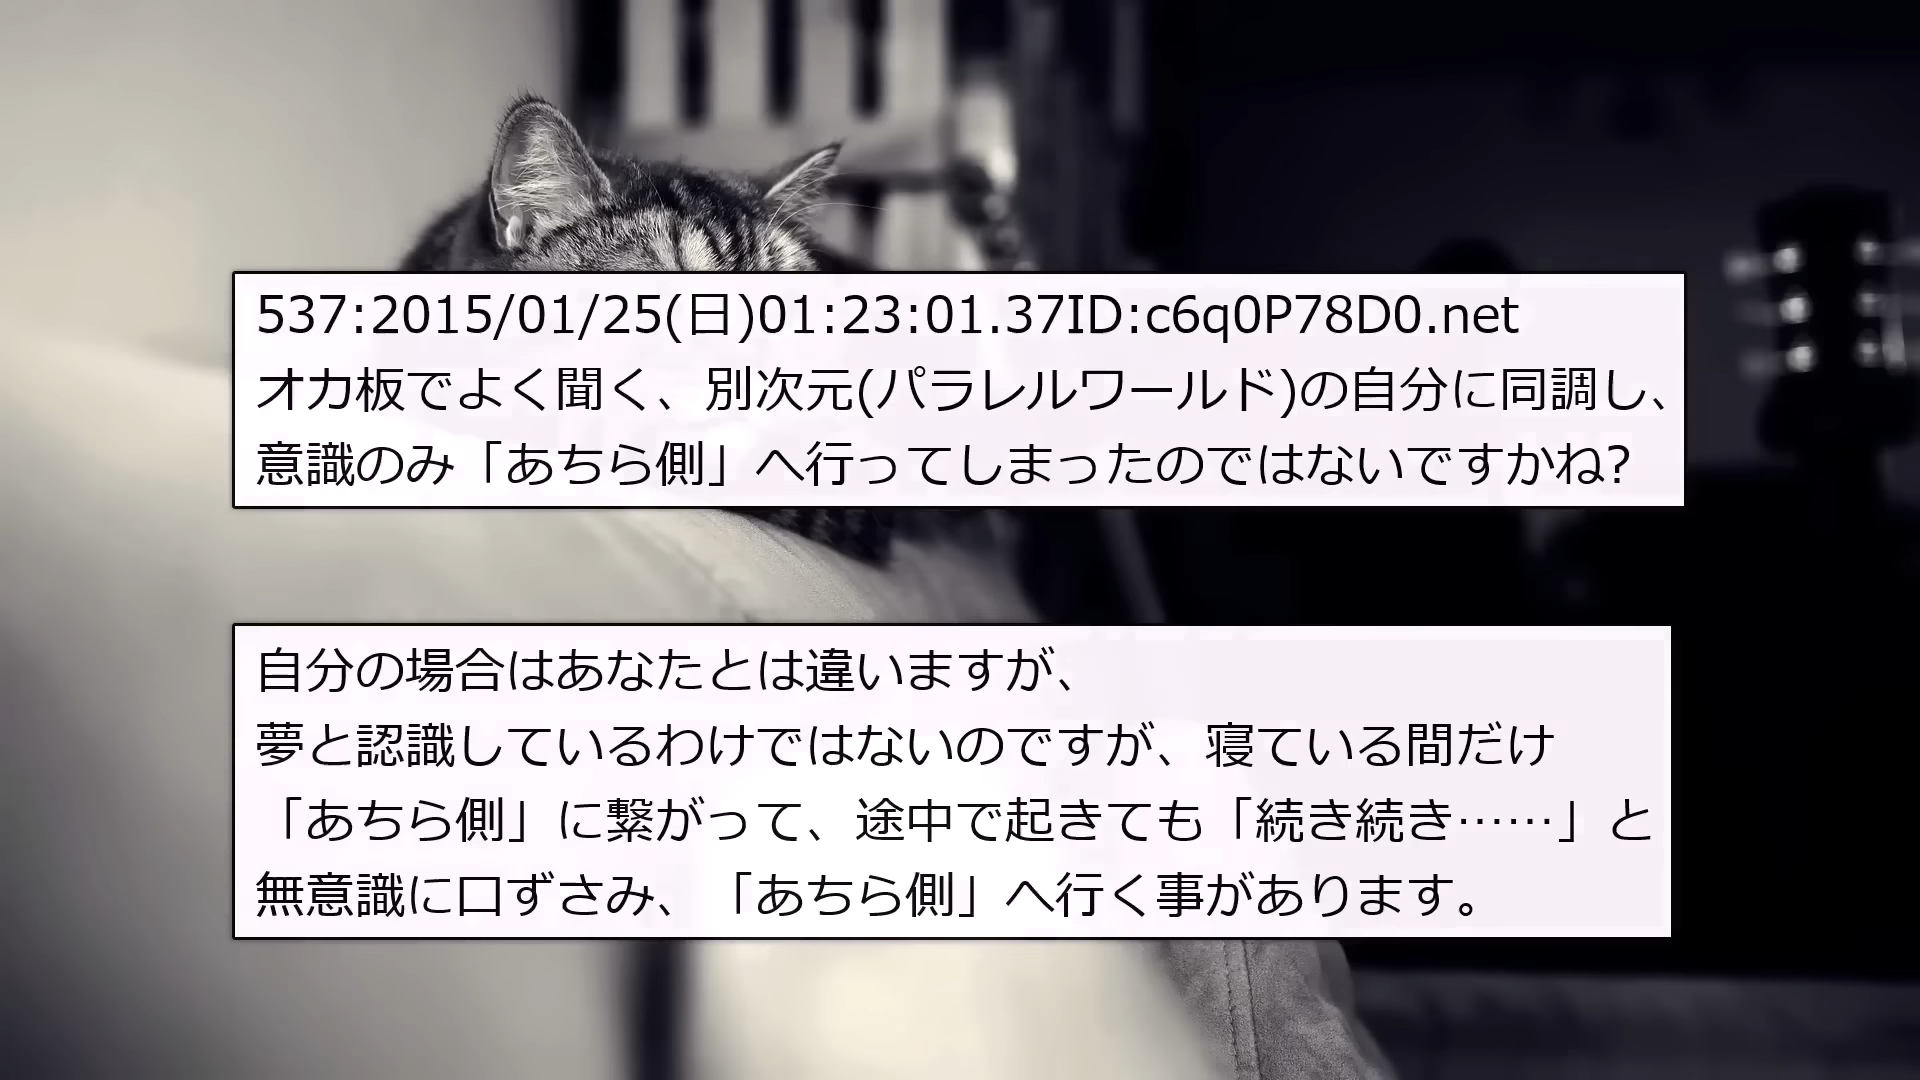 537:2015/01/25(日)01:23:01.37ID:c6q0P78D0.net
オカ板でよく聞く、別次元(パラレルワールド)の自分に同調し、
意識のみ「あちら側」へ行ってしまったのではないですかね?
自分の場合はあなたとは違いますが、
夢と認識しているわけではないのですが、寝ている間だけ
「あちら側」に繋がって、途中で起きても「続き続き……」と
無意識に口ずさみ、「あちら側」へ行く事があります。